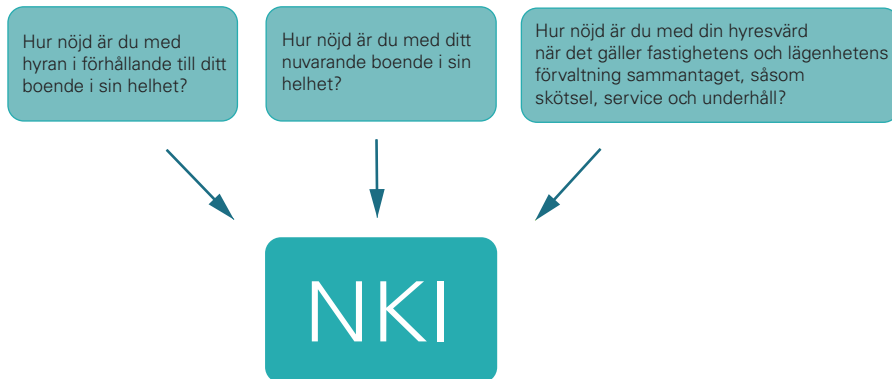 Hur nöjd är du med
hyran i förhållande till ditt
boende i sin helhet?
Hur nöjd är du med ditt
nuvarande boende i sin
helhet?
Hur nöjd är du med din hyresvärd
när det gäller fastighetens och lägenhetens
förvaltning sammantaget, såsom
skötsel, service och underhåll?
NKI